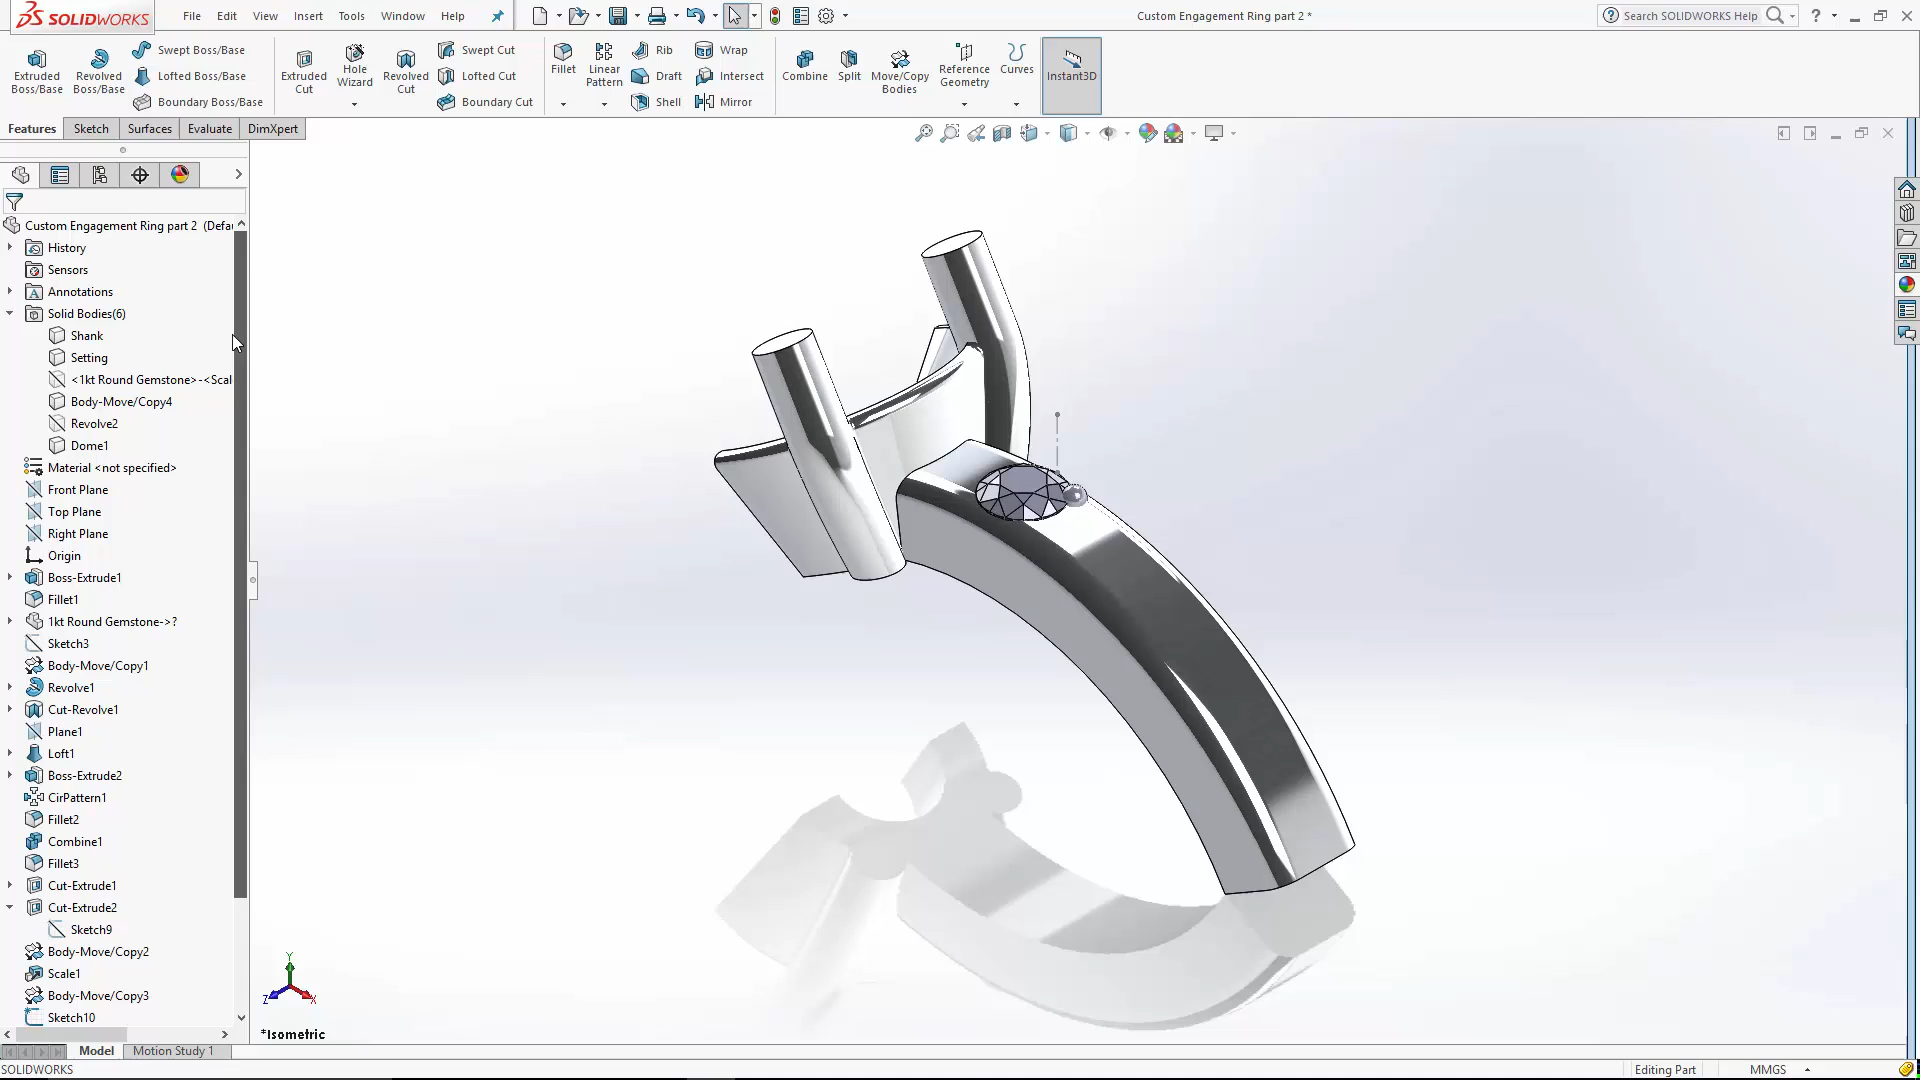 SOLIDWORKS
File Edit View Insert Tools Window Help
Custom Engagement Ring part 2 *
Search SOLIDWORKS Help
Extruded Boss/Base
Revolved Boss/Base
Swept Boss/Base
Lofted Boss/Base
Boundary Boss/Base
Extruded Cut
Hole Wizard
Revolved Cut
Swept Cut
Lofted Cut
Boundary Cut
Fillet
Linear Pattern
Rib
Draft
Shell
Wrap
Intersect
Mirror
Combine
Split
Move/Copy Bodies
Reference Geometry
Curves
Instant3D
Features Sketch Surfaces Evaluate DimXpert
Custom Engagement Ring part 2 (Defa
History
Sensors
Annotations
Solid Bodies(6)
Shank
Setting
<1kt Round Gemstone>-<Scal
Body-Move/Copy4
Revolve2
Dome1
Material <not specified>
Front Plane
Top Plane
Right Plane
Origin
Boss-Extrude1
Fillet1
1kt Round Gemstone->?
Sketch3
Body-Move/Copy1
Revolve1
Cut-Revolve1
Plane1
Loft1
Boss-Extrude2
CirPattern1
Fillet2
Combine1
Fillet3
Cut-Extrude1
Cut-Extrude2
Sketch9
Body-Move/Copy2
Scale1
Body-Move/Copy3
Sketch10
Y
Z
X
*Isometric
Model Motion Study 1
SOLIDWORKS
Editing Part
MMGS